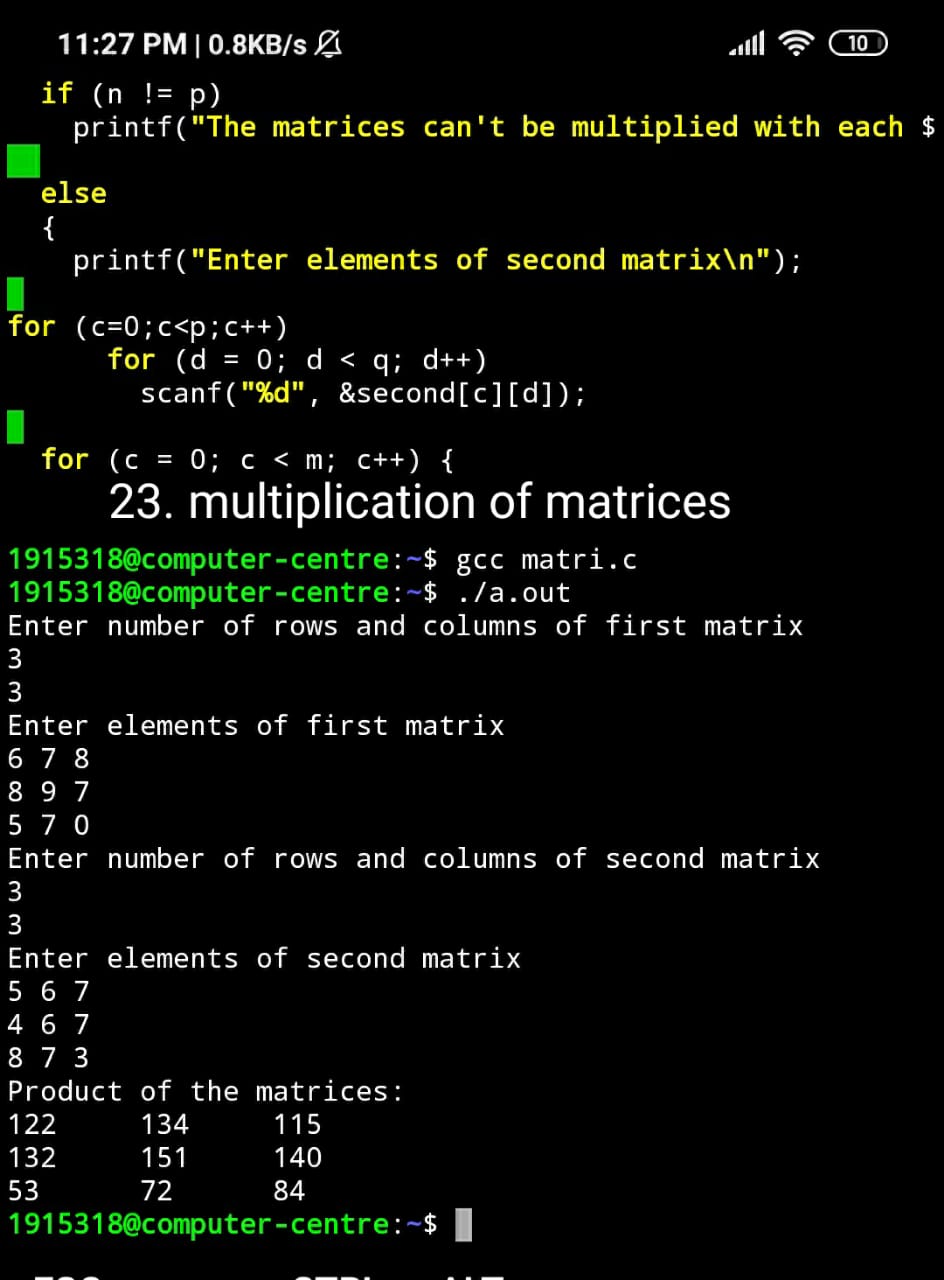 11:27 PM | 0.8KB/s 10
if (n != p)
printf("The matrices can't be multiplied with each $
else
{
printf("Enter elements of second matrix\n");
for (c=0;c<p;c++)
for (d = 0; d < q; d++)
scanf("%d", &second[c][d]);
for (c = 0; c < m; c++) {
23. multiplication of matrices
1915318@computer-centre:~$ gcc matri.c
1915318@computer-centre:~$ ./a.out
Enter number of rows and columns of first matrix
3
3
Enter elements of first matrix
6 7 8
8 9 7
5 7 0
Enter number of rows and columns of second matrix
3
3
Enter elements of second matrix
5 6 7
4 6 7
8 7 3
Product of the matrices:
122 134 115
132 151 140
53 72 84
1915318@computer-centre:~$